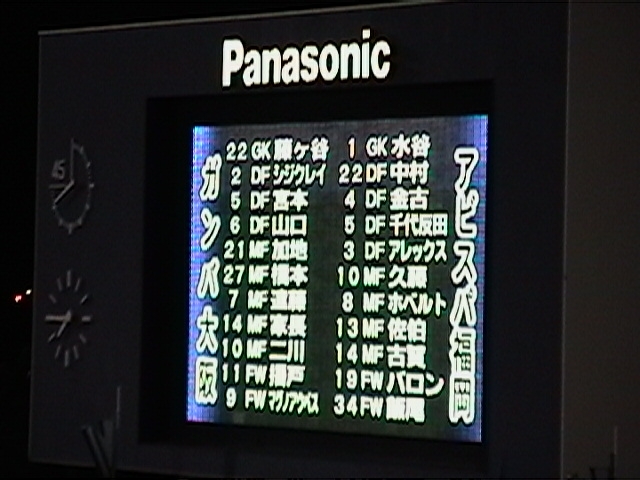 Panasonic
45
ガンバ大阪
22 GK 藤ヶ谷
2 DF シジクレイ
5 DF 宮本
6 DF 山口
21 MF 加地
27 MF 橋本
7 MF 遠藤
14 MF 家長
10 MF 二川
11 FW 播戸
9 FW マグノアウベス
1 GK 水谷
22 DF 中村
4 DF 金古
5 DF 千代反田
3 DF アレックス
10 MF 久藤
8 MF ホベルト
13 MF 佐伯
14 MF 古賀
19 FW バロン
34 FW 飯尾
アビスパ福岡